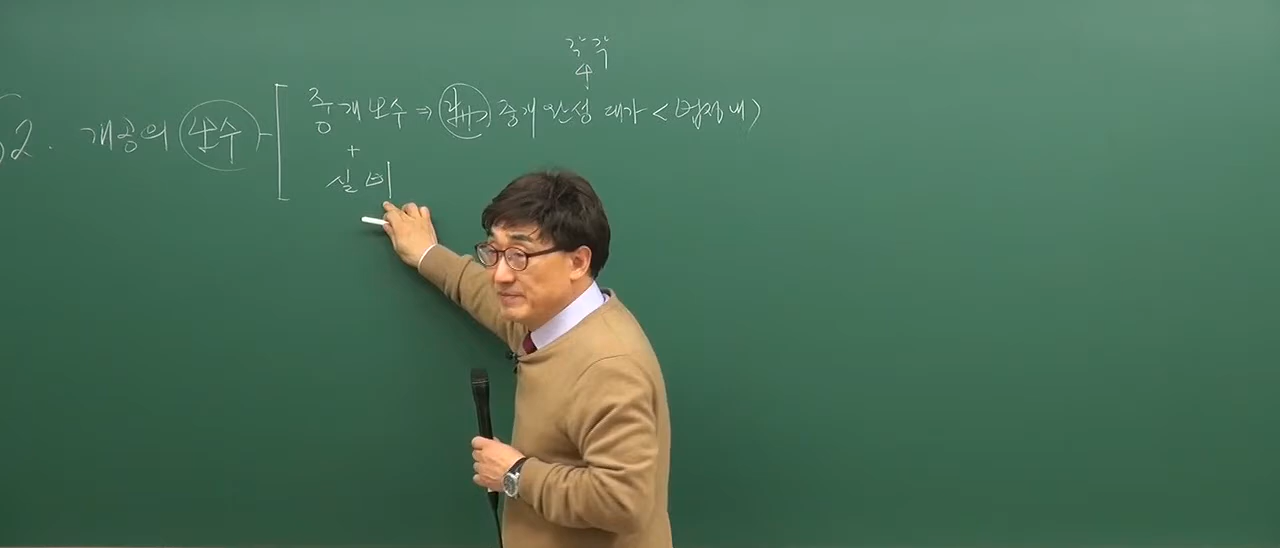 각각
↑
중개보수 ⇒ 중개완성 대가 <법정 내>
52. 개공의 보수
+
실비